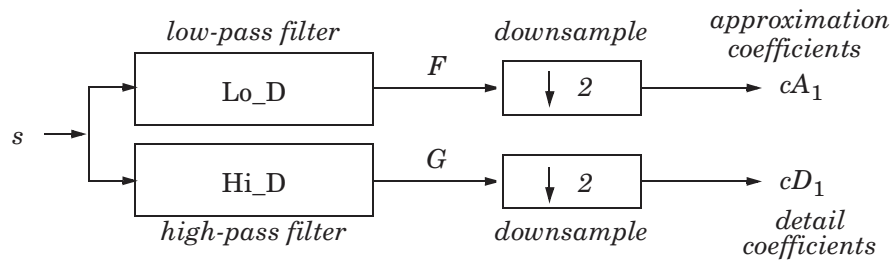 low-pass filter
downsample
approximation
coefficients
Lo_D
F
↓ 2
cA1
s
Hi_D
G
↓ 2
cD1
high-pass filter
downsample
detail
coefficients